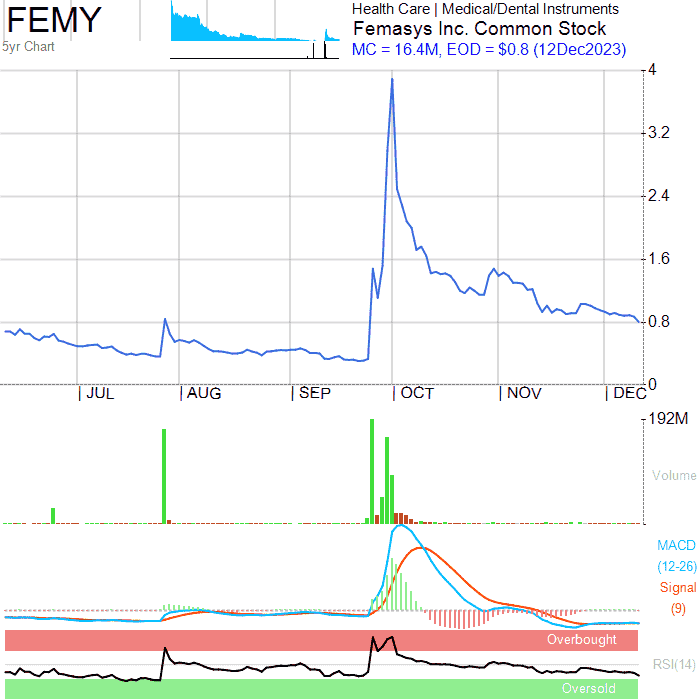 FEMY
5yr Chart
Health Care | Medical/Dental Instruments
Femasys Inc. Common Stock
MC = 16.4M, EOD = $0.8 (12Dec2023)
4
3.2
2.4
1.6
0.8
0
| JUL | AUG | SEP | OCT | NOV | DEC
192M
Volume
MACD
(12-26)
Signal
(9)
Overbought
RSI(14)
Oversold